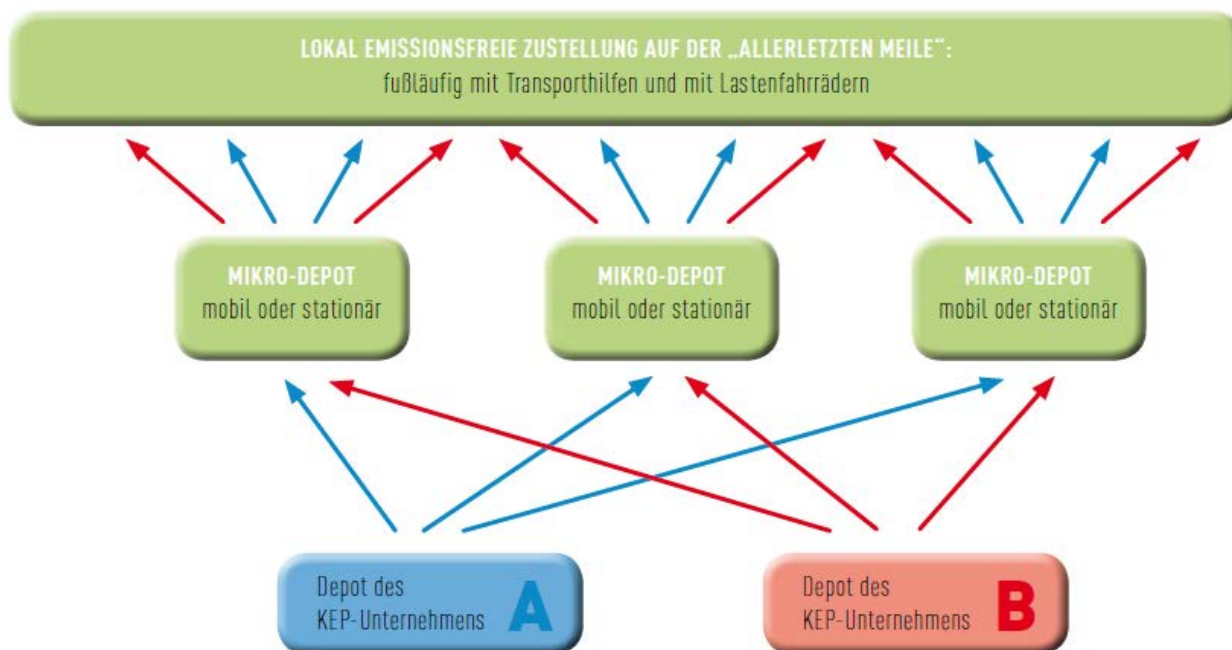 LOKAL EMISSIONSFREIE ZUSTELLUNG AUF DER „ALLERLETZTEN MEILE“:
fußläufig mit Transporthilfen und mit Lastenfahrrädern
MIKRO-DEPOT
mobil oder stationär
MIKRO-DEPOT
mobil oder stationär
MIKRO-DEPOT
mobil oder stationär
Depot des
KEP-Unternehmens A
Depot des
KEP-Unternehmens B